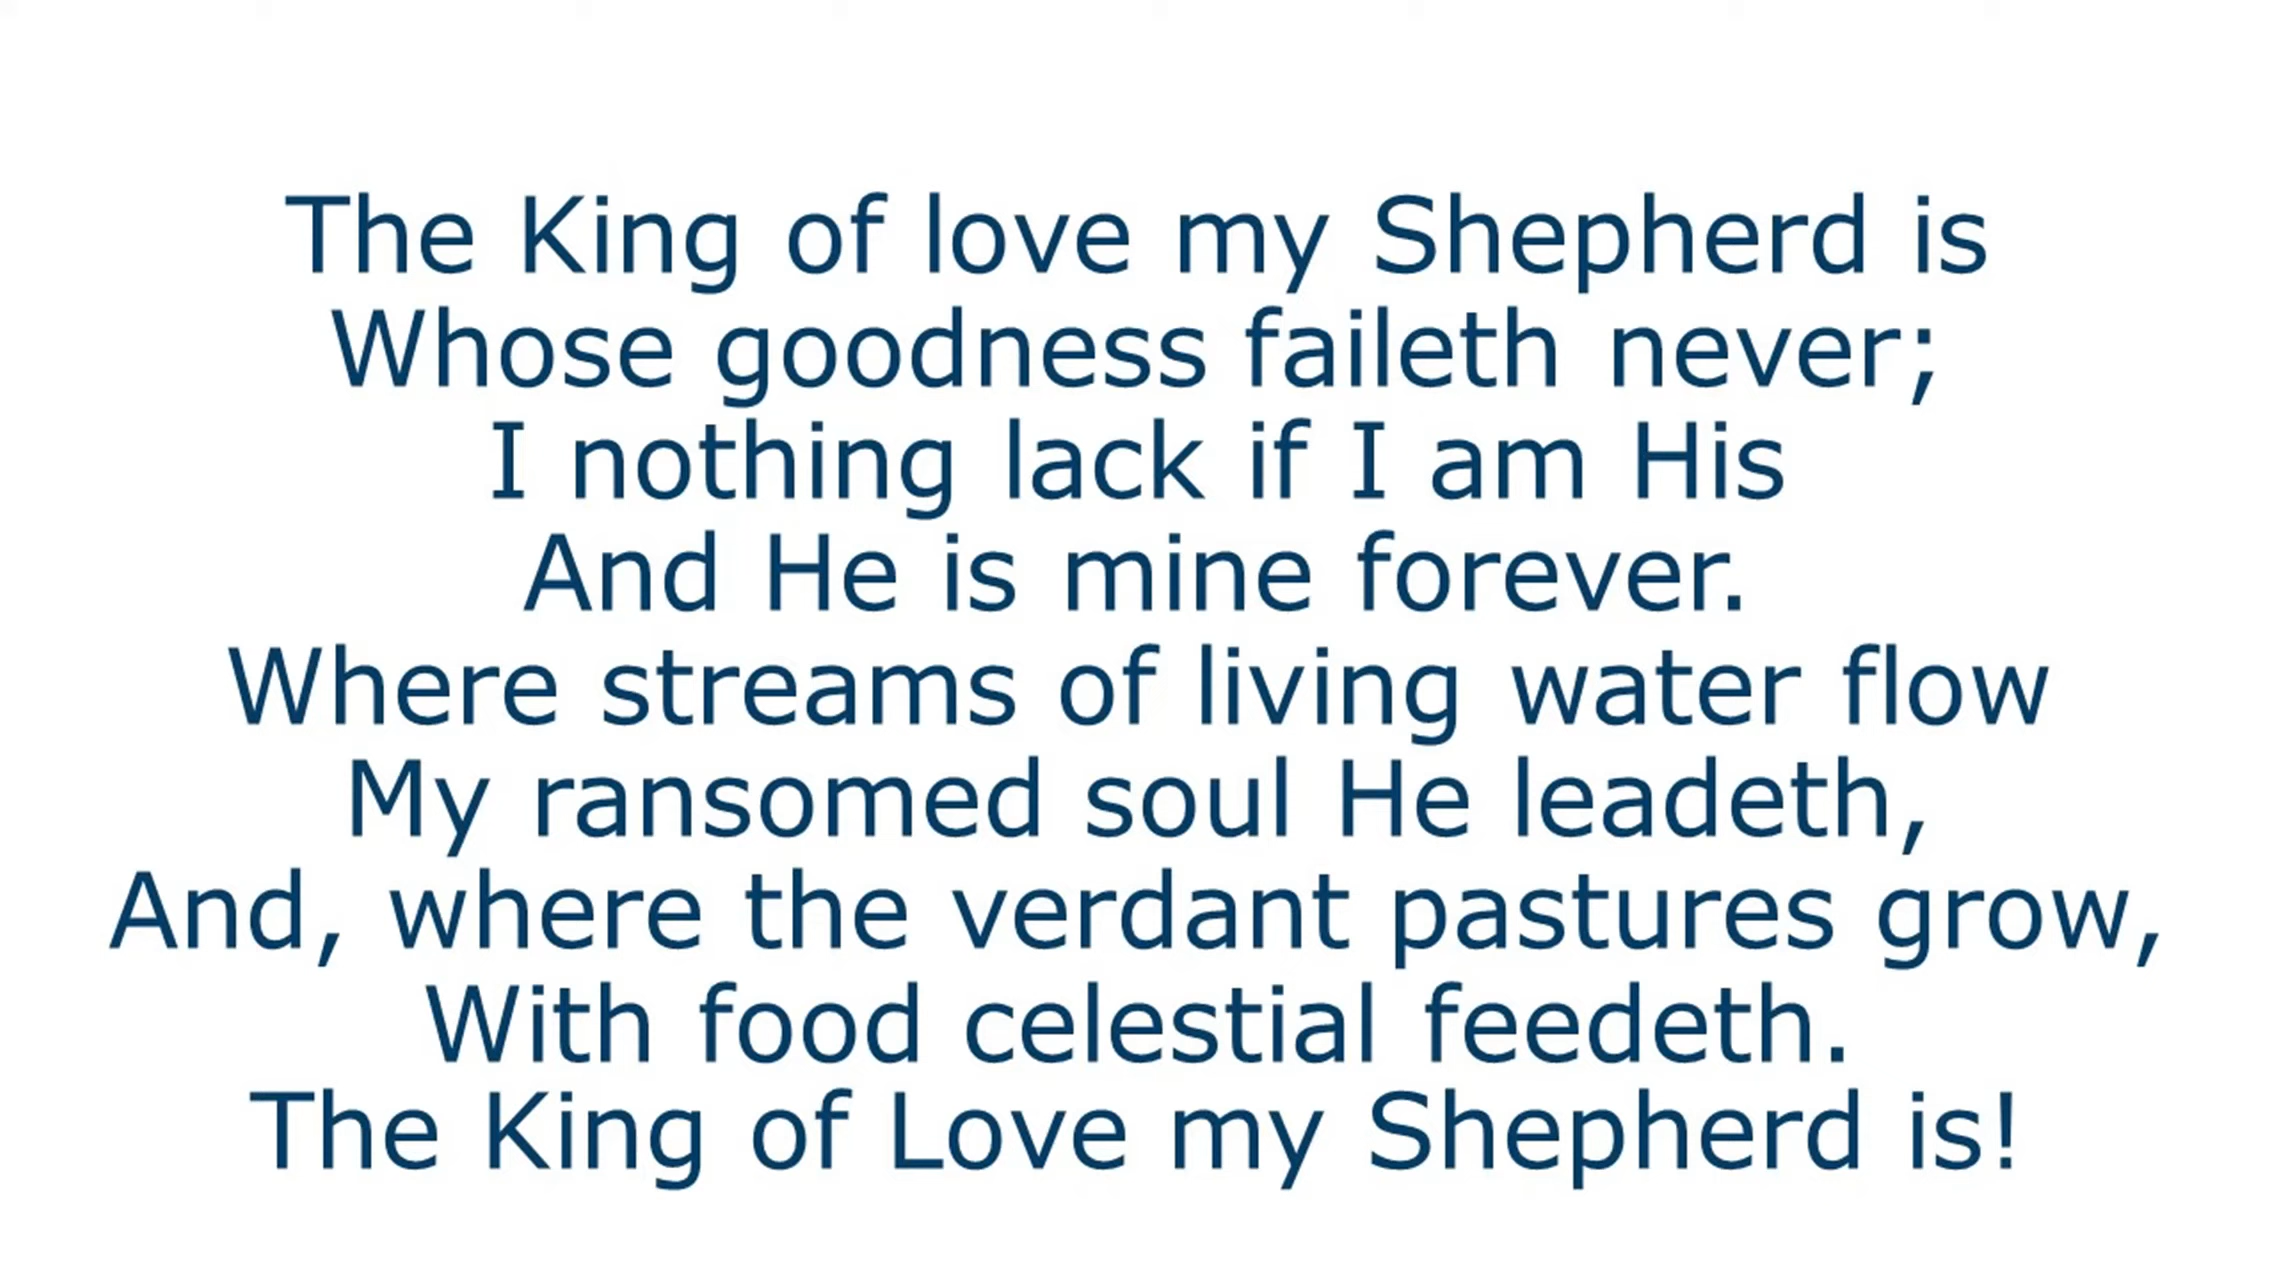 The King of love my Shepherd is
Whose goodness faileth never;
I nothing lack if I am His
And He is mine forever.
Where streams of living water flow
My ransomed soul He leadeth,
And, where the verdant pastures grow,
With food celestial feedeth.
The King of Love my Shepherd is!